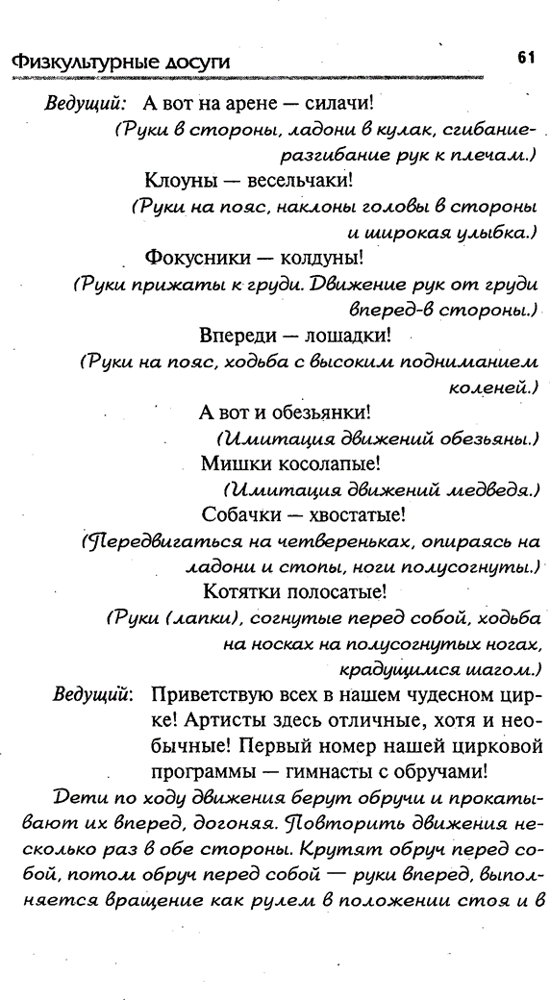 Физкультурные досуги 61
Ведущий: А вот на арене — силачи!
(Руки в стороны, ладони в кулак, сгибание-
разгибание рук к плечам.)
Клоуны — весельчаки!
(Руки на пояс, наклоны головы в стороны
и широкая улыбка.)
Фокусники — колдуны!
(Руки прижаты к груди. Движение рук от груди
вперед-в стороны.)
Впереди — лошадки!
(Руки на пояс, ходьба с высоким подниманием
коленей.)
А вот и обезьянки!
(Имитация движений обезьяны.)
Мишки косолапые!
(Имитация движений медведя.)
Собачки — хвостатые!
(Передвигаться на четвереньках, опираясь на
ладони и стопы, ноги полусогнуты.)
Котятки полосатые!
(Руки (лапки), согнутые перед собой, ходьба
на носках на полусогнутых ногах,
крадущимся шагом.)
Ведущий: Приветствую всех в нашем чудесном цир-
ке! Артисты здесь отличные, хотя и нео-
бычные! Первый номер нашей цирковой
программы — гимнасты с обручами!
Дети по ходу движения берут обручи и прокаты-
вают их вперед, догоняя. Повторить движения не-
сколько раз в обе стороны. Крутят обруч перед со-
бой, потом обруч перед собой — руки вперед, выпол-
няется вращение как рулем в положении стоя и в